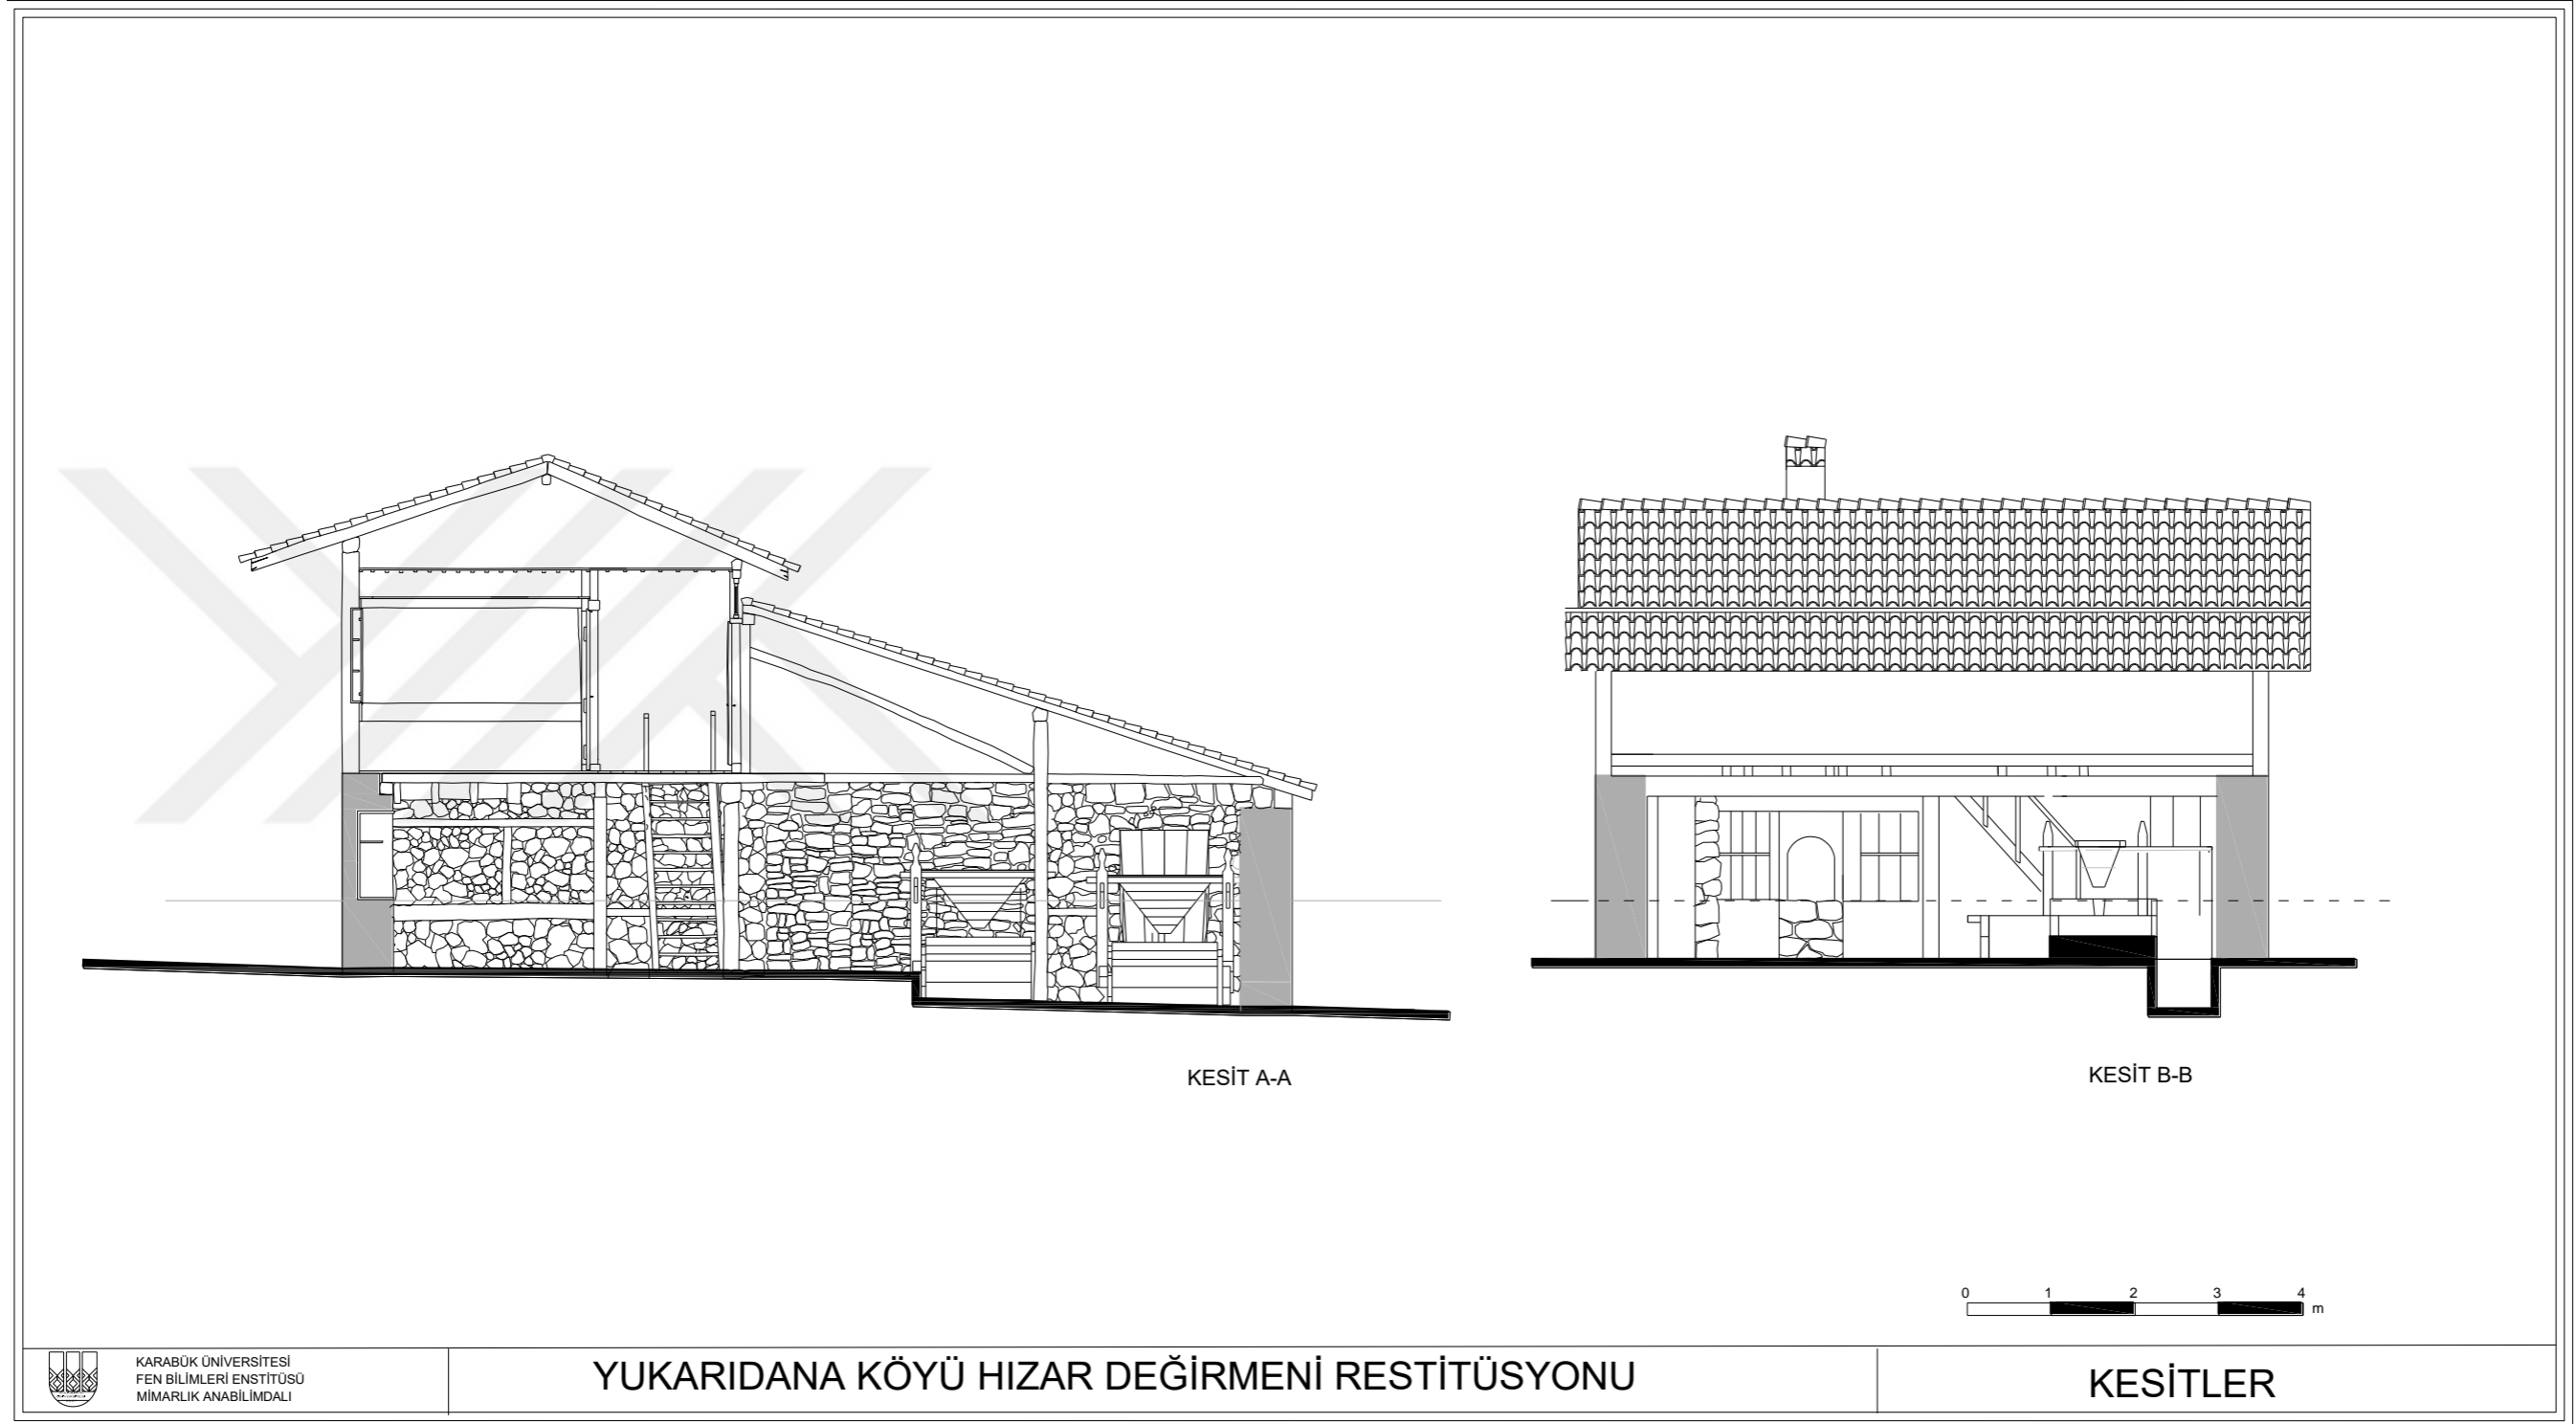 KESİT A-A
KESİT B-B
0 1 2 3 4 m
KARABÜK ÜNİVERSİTESİ
FEN BİLİMLERİ ENSTİTÜSÜ
MİMARLIK ANABİLİMDALI
YUKARIDANA KÖYÜ HIZAR DEĞİRMENİ RESTİTÜSYONU
KESİTLER